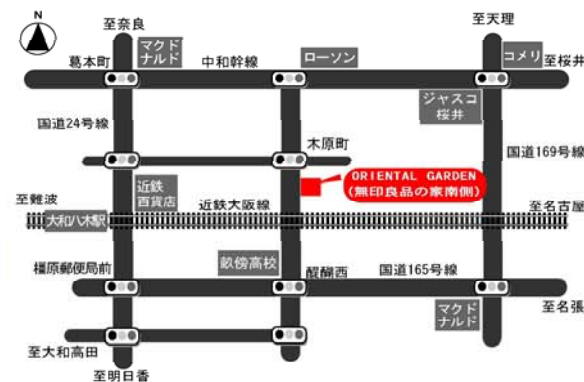 N
至奈良
至天理
マクド
ナルド
ローソン
コメリ
葛本町
中和幹線
至桜井
ジャスコ
桜井
国道24号線
木原町
国道169号線
ORIENTAL GARDEN
(無印良品の家南側)
近鉄
百貨店
至難波
近鉄大阪線
至名古屋
大和八木駅
畝傍高校
橿原郵便局前
醍醐西
国道165号線
マクド
ナルド
至名張
至大和高田
至明日香